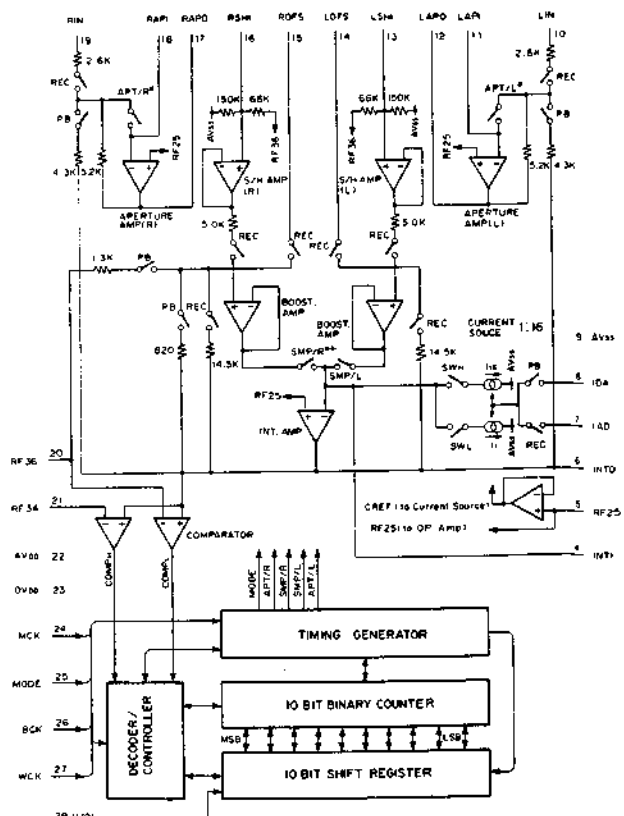 RIN RAPI RAPO RSHI ROFS LOFS LSHI LAPO LAPI LIN
19 18 17 16 15 14 13 12 11 10
2.6K
REC
APT/R*
PB
4.3K
5.2K
RF25
APERTURE
AMP(R)
150K 68K
AVss
RF36
S/H AMP
(R)
5.0K
REC
REC
66K 150K
RF36
AVss
S/H AMP
(L)
5.0K
REC
REC
2.6K
REC
APT/L*
PB
RF25
5.2K
4.3K
APERTURE
AMP(L)
1.3K
PB
PB
REC
820
14.5K
BOOST.
AMP
BOOST.
AMP
SMP/R**
SMP/L
REC
14.5K
CURRENT
SOUCE
SWH
SWL
AVss
AVss
PB
REC
RF25
INT. AMP
9 AVss
8 IDA
7 IAD
6 INTO
5 RF25
4 INTI
CREF (to Current Source)
RF25(to OP Amp)
RF36 20
RF34 21
AVDD 22
DVDD 23
MCK 24
MODE 25
BCK 26
WCK 27
28
COMPARATOR
COMPH
COMPL
MODE
APT/R
SMP/R
SMP/L
APT/L
TIMING GENERATOR
DECODER/
CONTROLLER
10 BIT BINARY COUNTER
MSB LSB
10 BIT SHIFT REGISTER